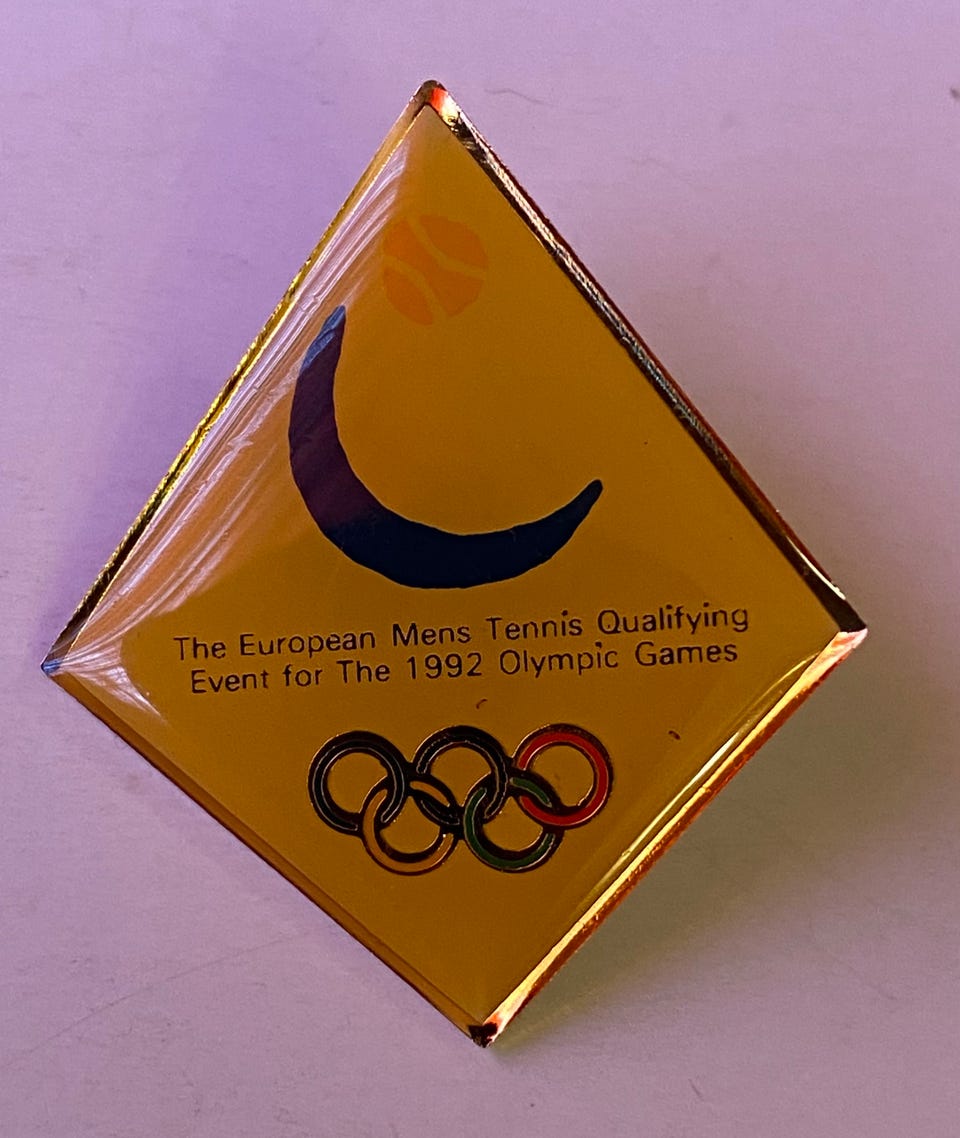 The European Mens Tennis Qualifying
Event for The 1992 Olympic Games